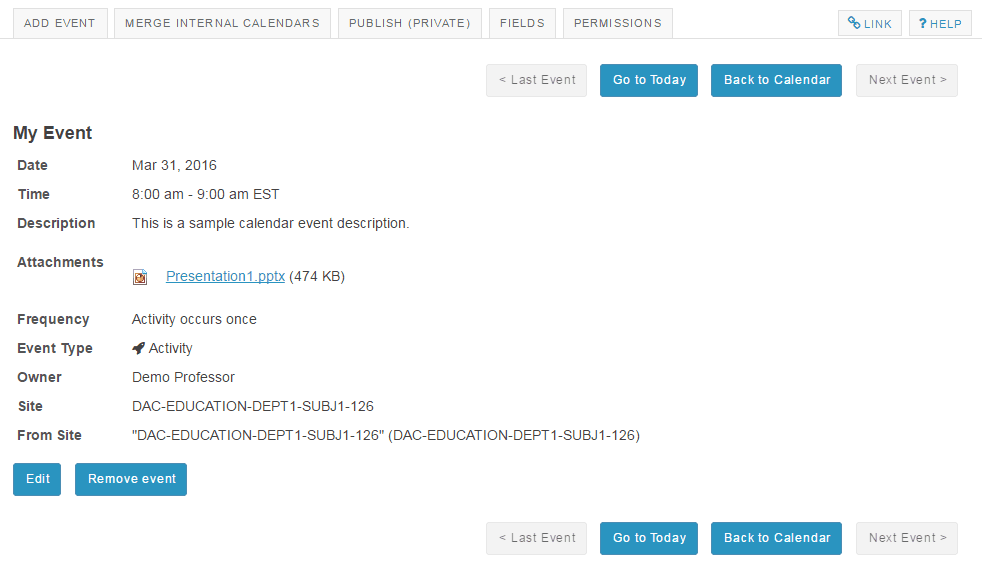 ADD EVENT MERGE INTERNAL CALENDARS PUBLISH (PRIVATE) FIELDS PERMISSIONS LINK ? HELP
< Last Event Go to Today Back to Calendar Next Event >
My Event
Date Mar 31, 2016
Time 8:00 am - 9:00 am EST
Description This is a sample calendar event description.
Attachments
Presentation1.pptx (474 KB)
Frequency Activity occurs once
Event Type Activity
Owner Demo Professor
Site DAC-EDUCATION-DEPT1-SUBJ1-126
From Site "DAC-EDUCATION-DEPT1-SUBJ1-126" (DAC-EDUCATION-DEPT1-SUBJ1-126)
Edit Remove event
< Last Event Go to Today Back to Calendar Next Event >